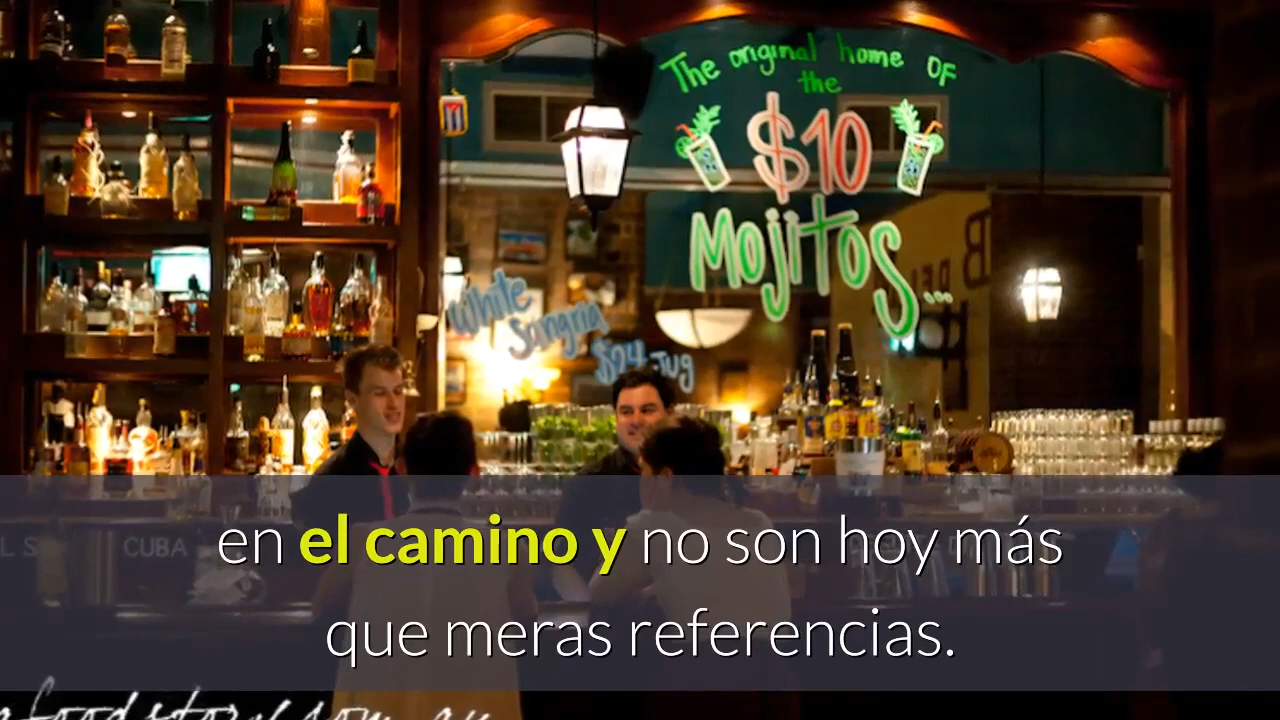 The original home OF
the
$10
Mojitos...
White
Sangria
$24 Jug
CUBA
en el camino y no son hoy más
que meras referencias.